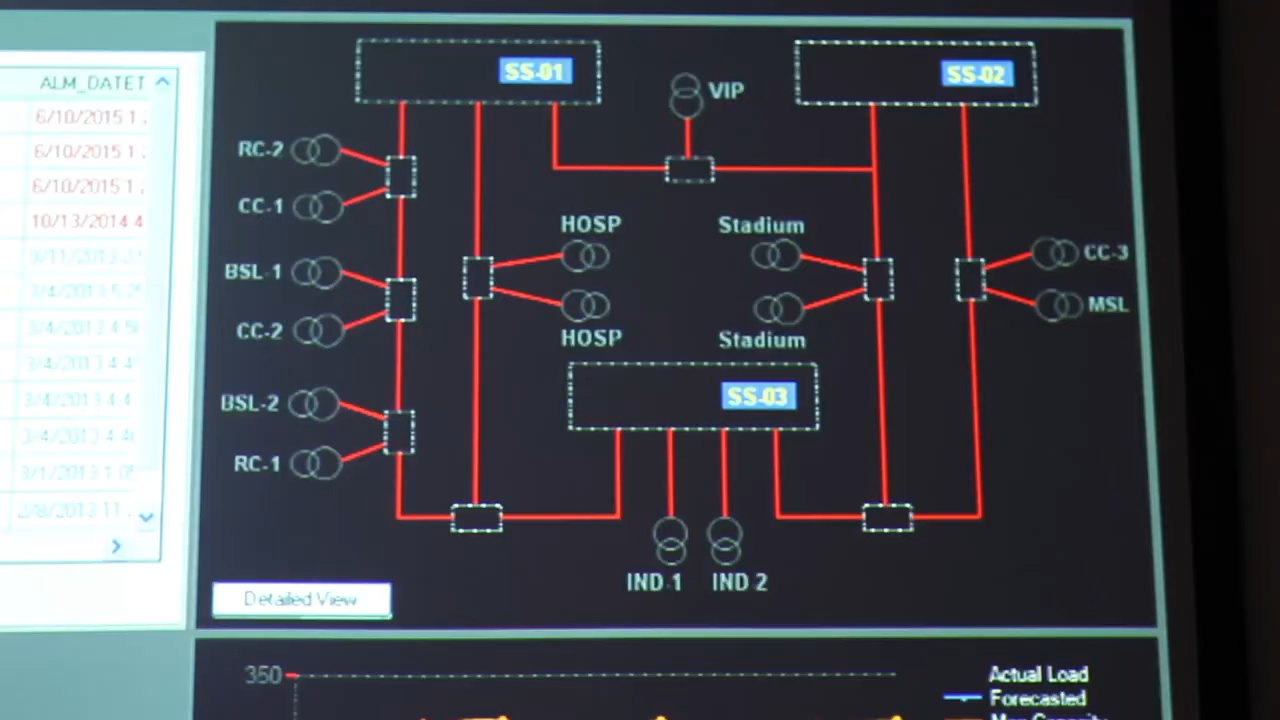 ALM_DATET
6/10/2015 1:
6/10/2015 1:
6/10/2015 1:
10/13/2014 4
SS-01
SS-02
VIP
RC-2
CC-1
HOSP
Stadium
BSL-1
CC-3
CC-2
MSL
HOSP
Stadium
SS-03
BSL-2
RC-1
IND-1
IND 2
Detailed View
350
Actual Load
Forecasted